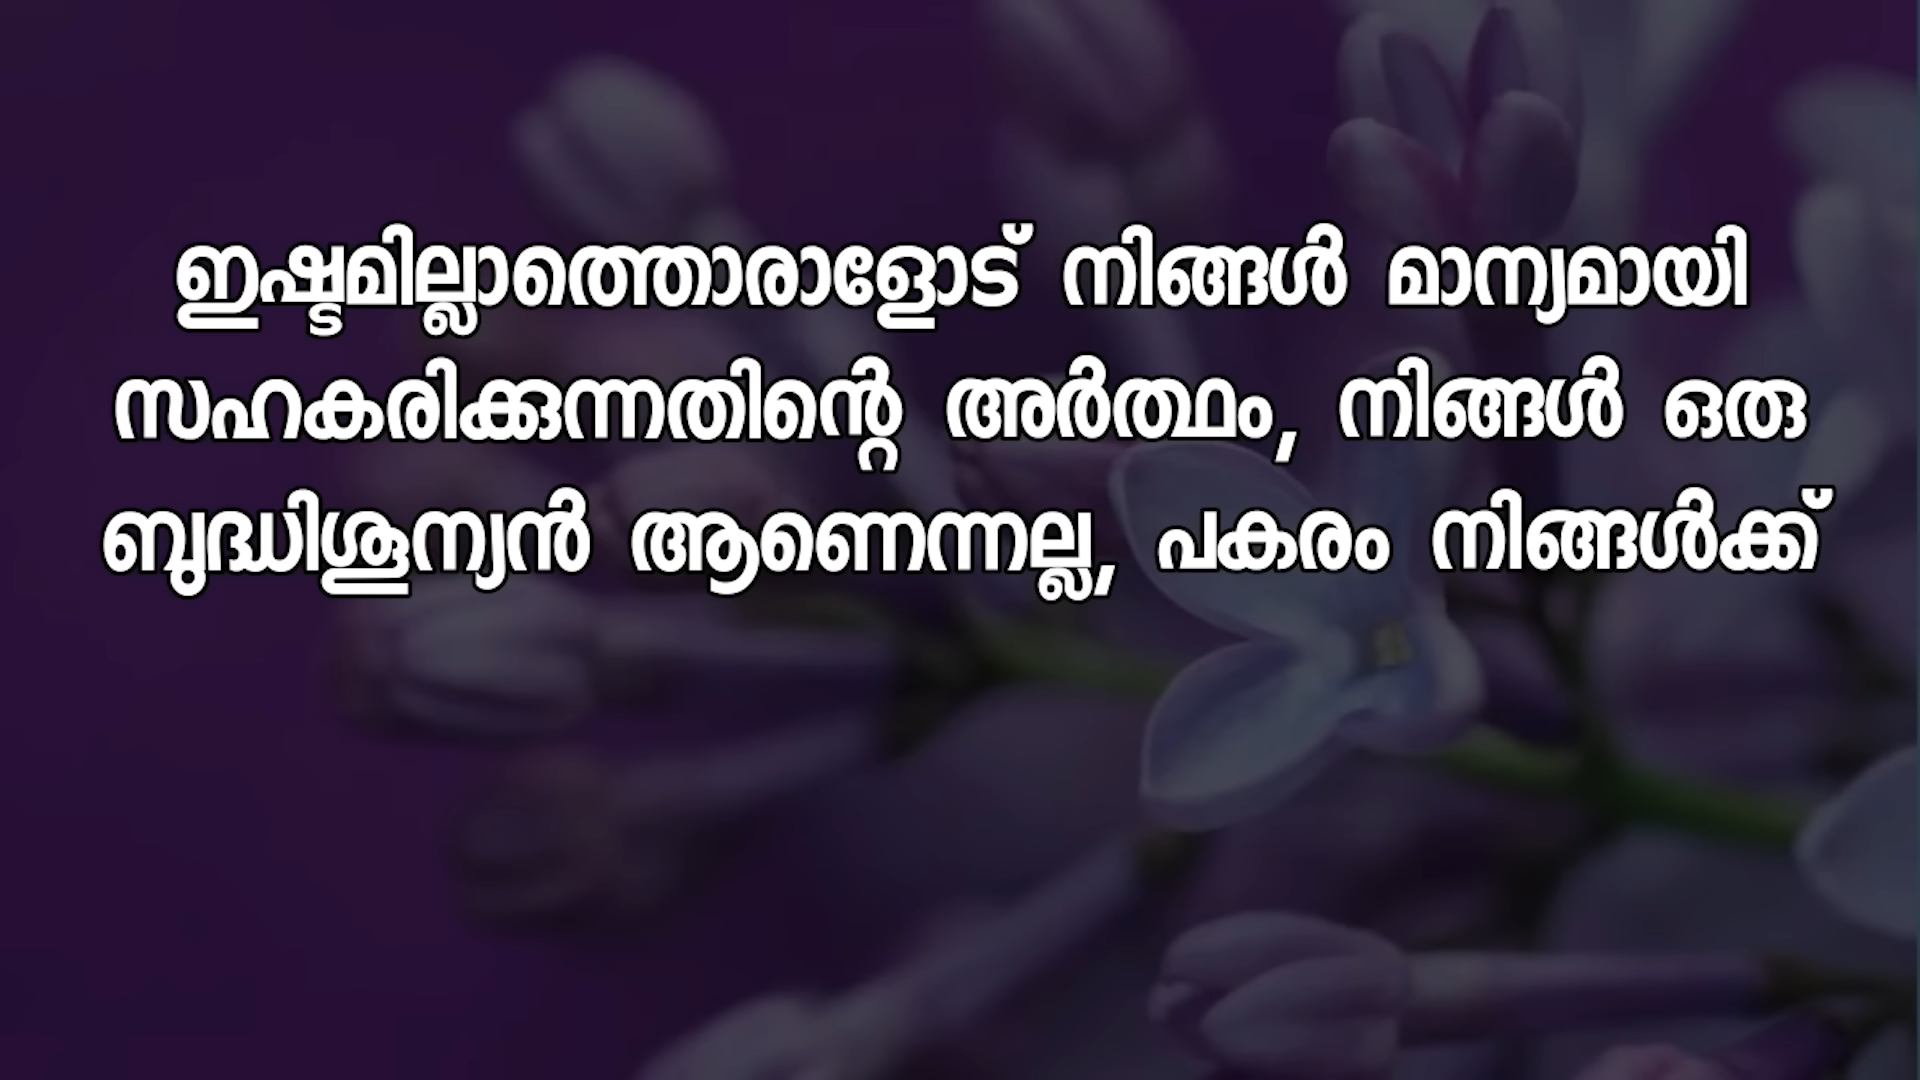 ഇഷ്ടമില്ലാത്തൊരാളോട് നിങ്ങൾ മാന്യമായി
സഹകരിക്കുന്നതിന്റെ അർത്ഥം, നിങ്ങൾ ഒരു
ബുദ്ധിശൂന്യൻ ആണെന്നല്ല, പകരം നിങ്ങൾക്ക്